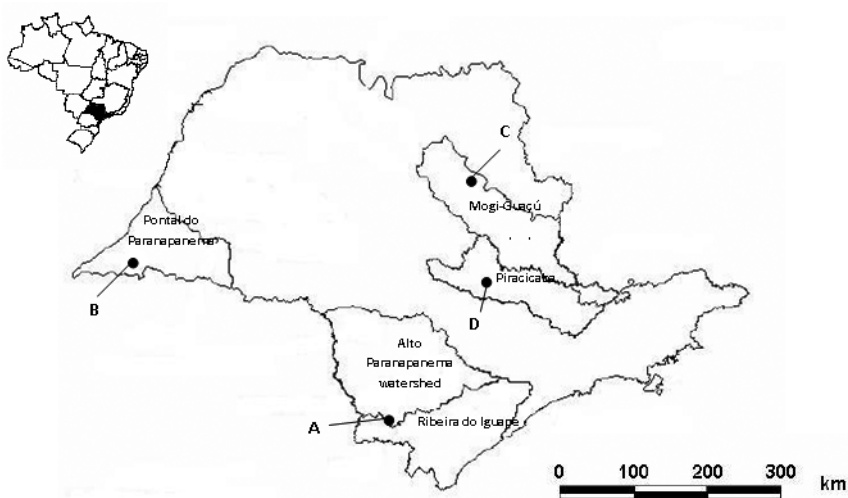 C
Mogi-Guaçú
Pontal do
Paranapanema
B
Piracicaba
D
Alto
Paranapanema
watershed
A
Ribeira do Iguape
0 100 200 300
km